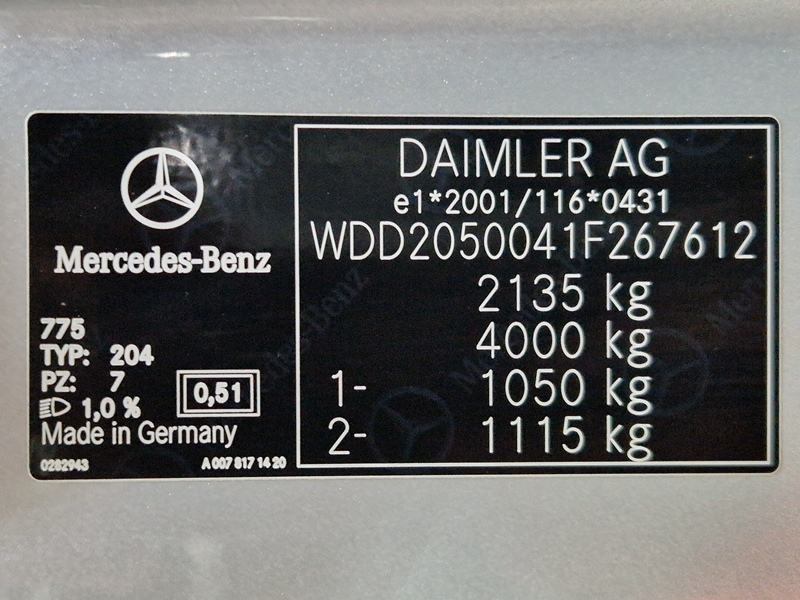 Mercedes-Benz
775
TYP: 204
PZ: 7
1,0 %
0,51
Made in Germany
0282943
A 007 817 14 20
DAIMLER AG
e1*2001/116*0431
WDD2050041F267612
2135 kg
4000 kg
1- 1050 kg
2- 1115 kg